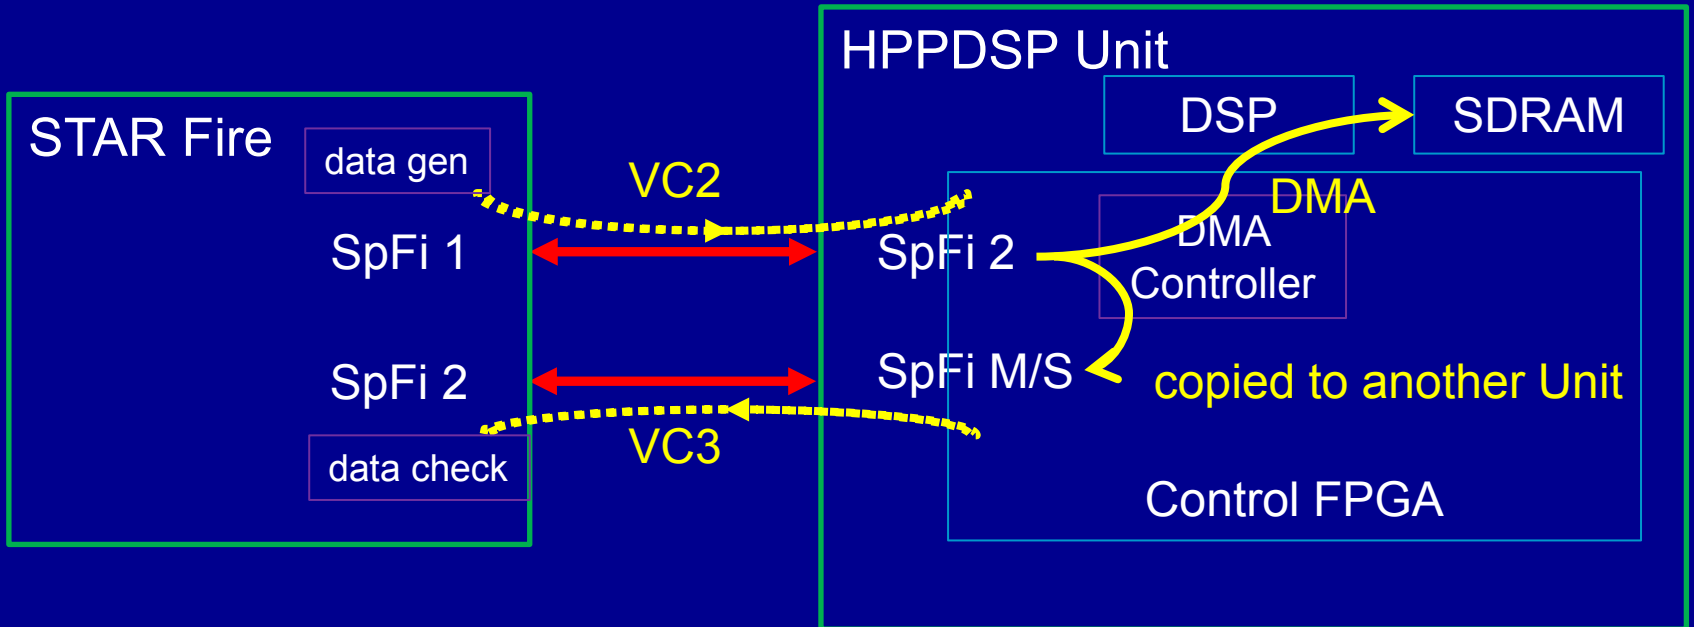 HPPDSP Unit
DSP
SDRAM
STAR Fire
data gen
VC2
DMA
SpFi 1
SpFi 2
DMA
Controller
SpFi 2
SpFi M/S
copied to another Unit
VC3
data check
Control FPGA